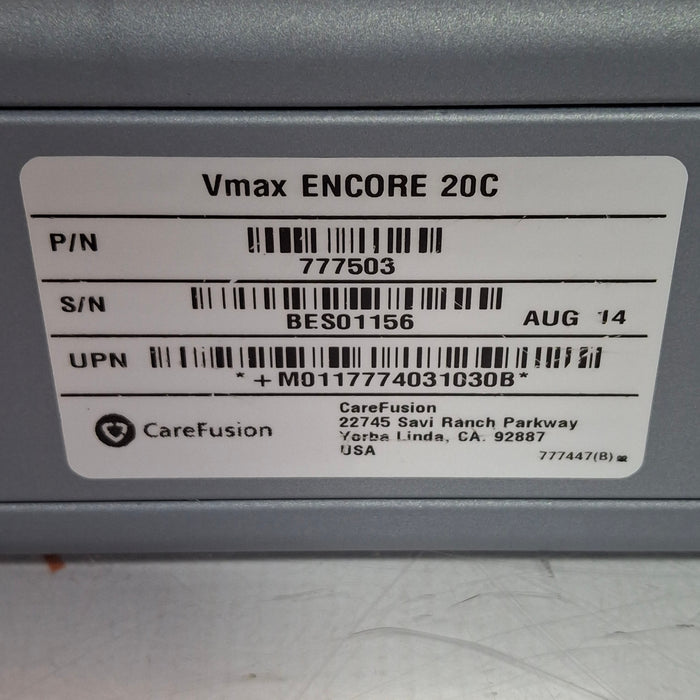 Vmax ENCORE 20C
P/N
777503
S/N
BES01156 AUG 14
UPN
*+M0117774031030B*
CareFusion
CareFusion
22745 Savi Ranch Parkway
Yorba Linda, CA. 92887
USA
777447(B)